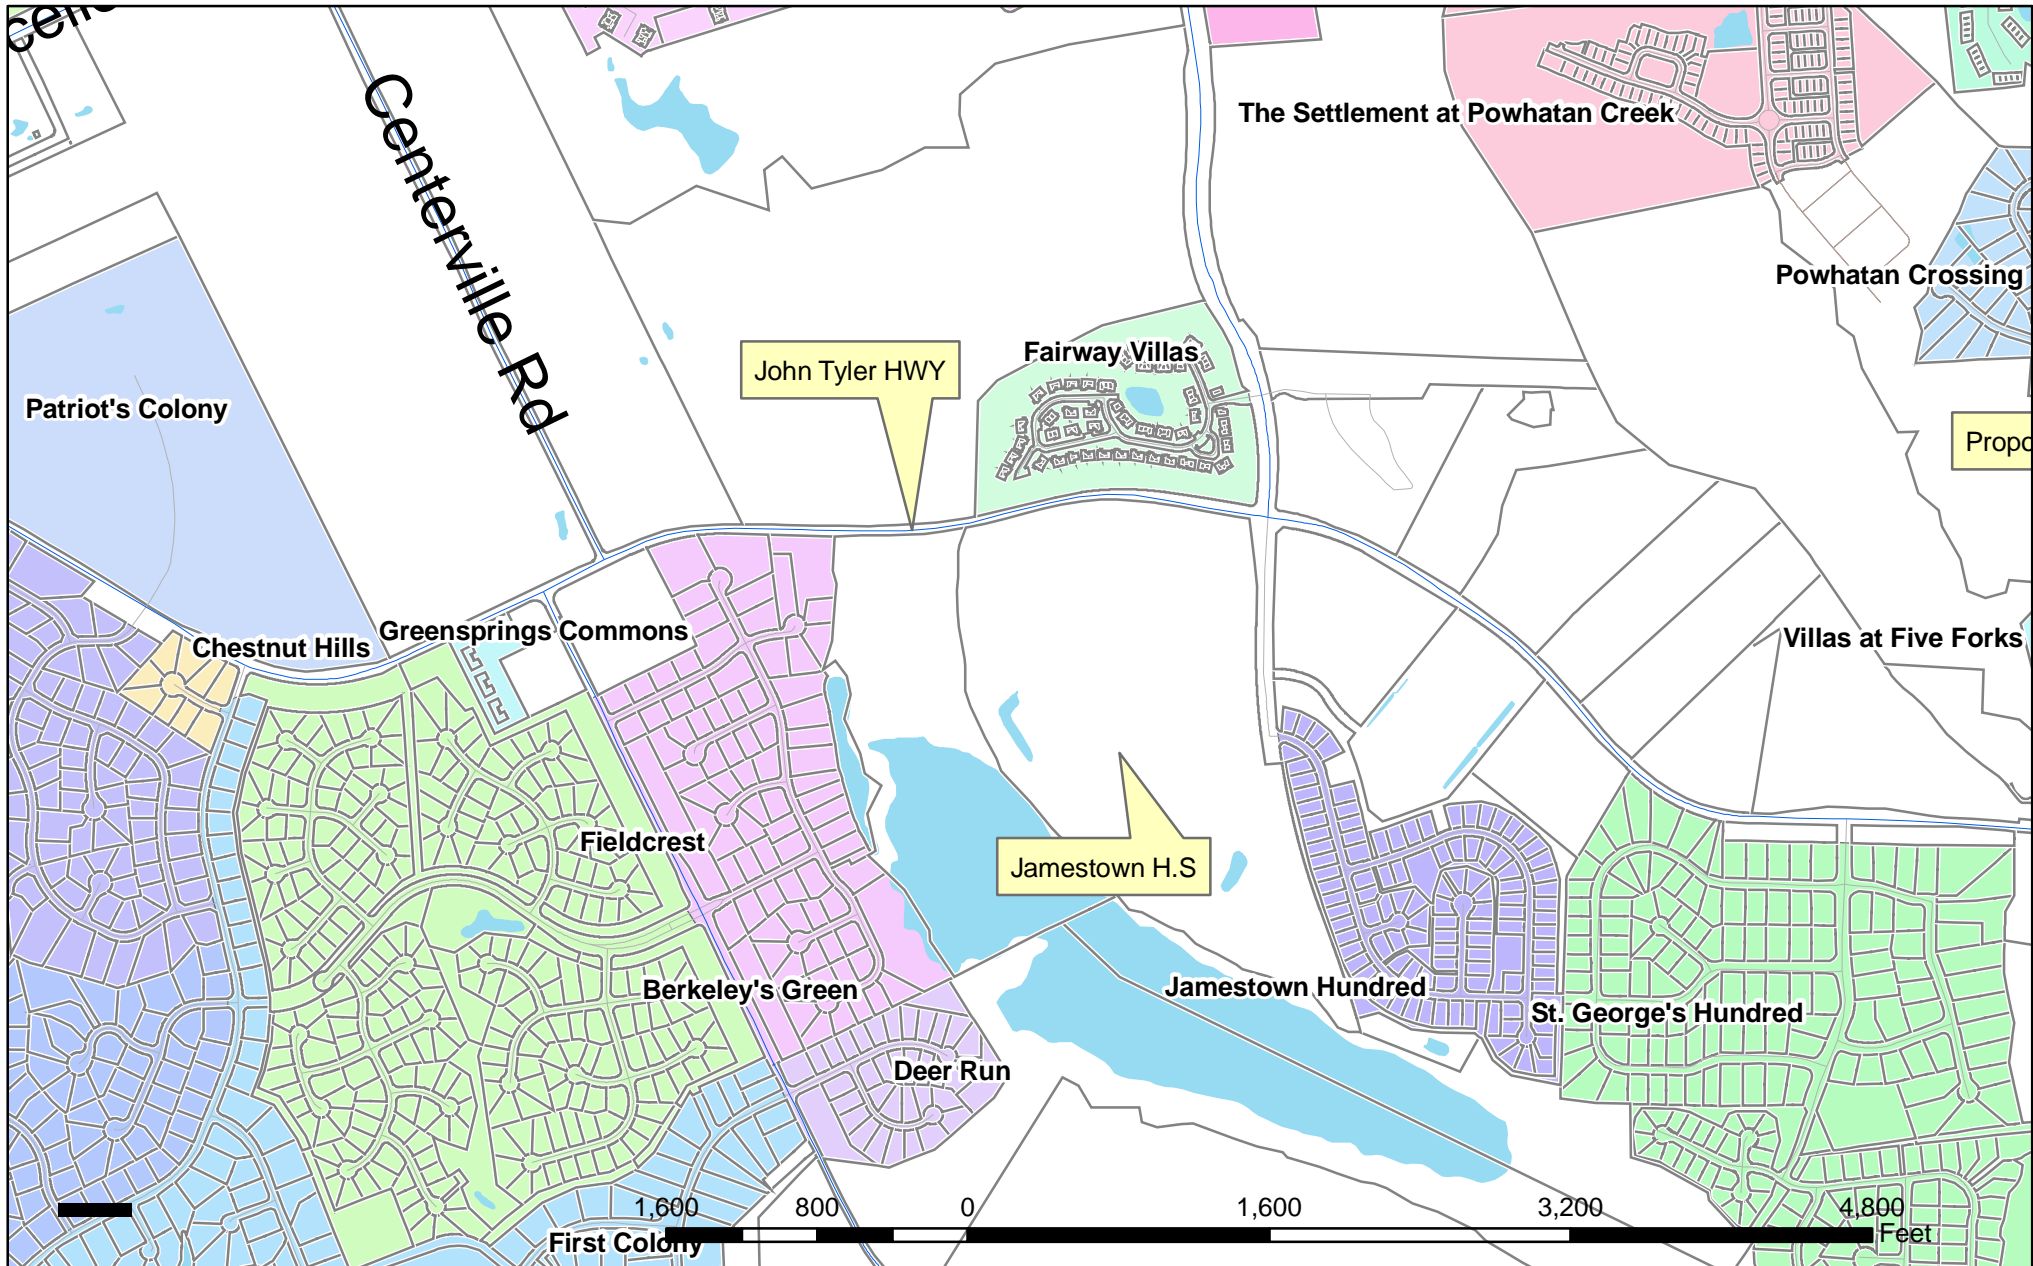 Centerville Rd
The Settlement at Powhatan Creek
Powhatan Crossing
Fairway Villas
John Tyler HWY
Patriot's Colony
Propo
Chestnut Hills
Greensprings Commons
Villas at Five Forks
Fieldcrest
Jamestown H.S
Berkeley's Green
Jamestown Hundred
St. George's Hundred
Deer Run
1,600 800 0 1,600 3,200 4,800
Feet
First Colony